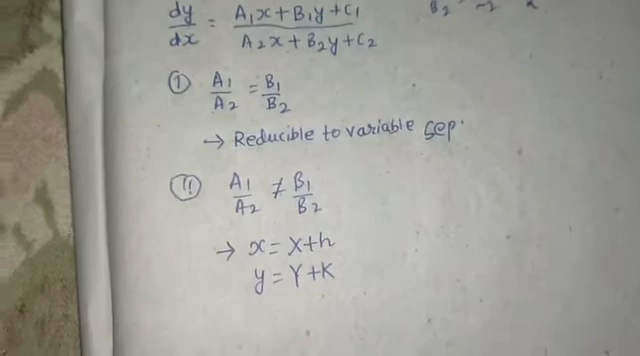 dy/dx = A₁x + B₁y + C₁ / A₂x + B₂y + C₂
① A₁/A₂ = B₁/B₂
→ Reducible to variable sep.
⑪ A₁/A₂ ≠ B₁/B₂
→ x = X+h
y = Y+K